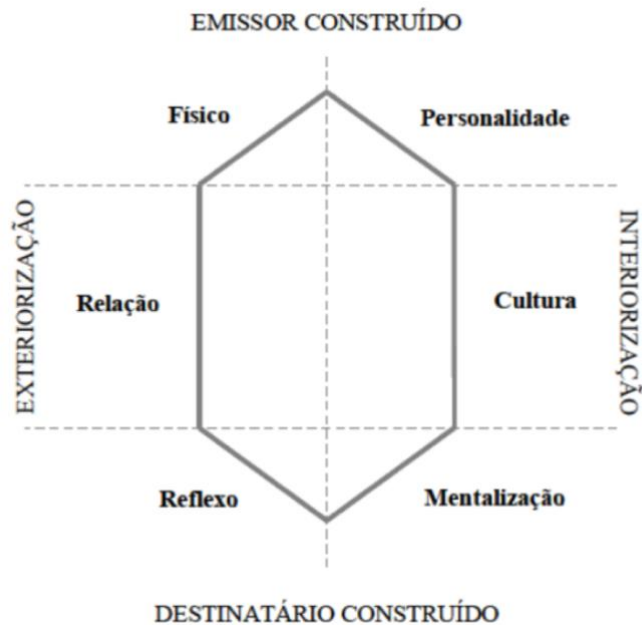 EMISSOR CONSTRUÍDO
Físico
Personalidade
EXTERIORIZAÇÃO
Relação
Cultura
INTERIORIZAÇÃO
Reflexo
Mentalização
DESTINATÁRIO CONSTRUÍDO